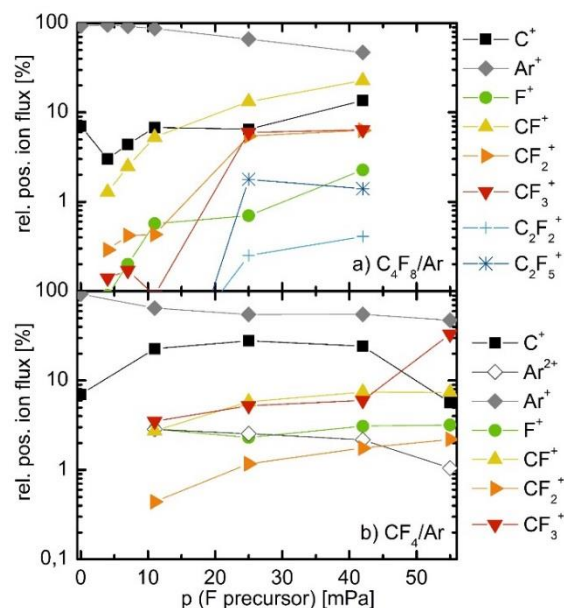 100
10
1
0.1
100
10
1
0,1
rel. pos. ion flux [%]
rel. pos. ion flux [%]
a) C₄F₈/Ar
b) CF₄/Ar
0 10 20 30 40 50
p (F precursor) [mPa]
C⁺
Ar⁺
F⁺
CF⁺
CF₂⁺
CF₃⁺
C₂F₂⁺
C₂F₅⁺
C⁺
Ar²⁺
Ar⁺
F⁺
CF⁺
CF₂⁺
CF₃⁺